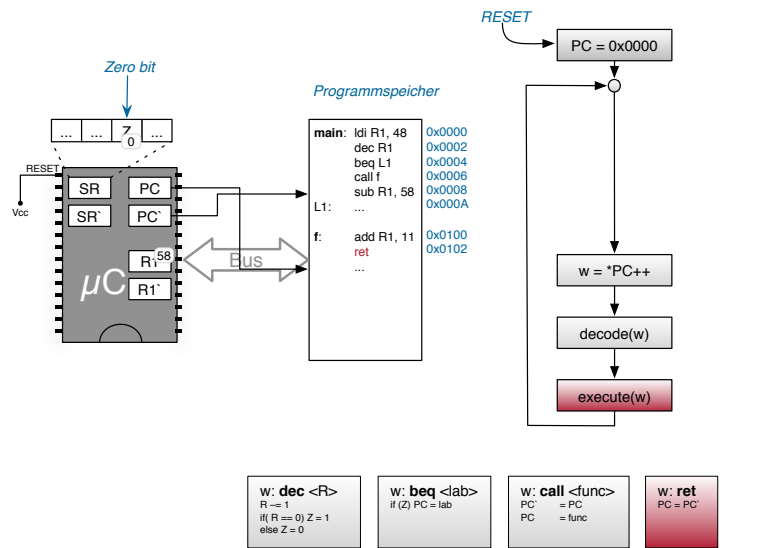 RESET
PC = 0x0000
Zero bit
Programmspeicher
... ... Z ...
0
main: ldi R1, 48 0x0000
dec R1 0x0002
beq L1 0x0004
call f 0x0006
sub R1, 58 0x0008
L1: ... 0x000A
f: add R1, 11 0x0100
ret 0x0102
...
RESET
Vcc
SR PC
SR` PC`
R1 58
R1`
µC
Bus
w = *PC++
decode(w)
execute(w)
w: dec <R>
R -= 1
if( R == 0) Z = 1
else Z = 0
w: beq <lab>
if (Z) PC = lab
w: call <func>
PC` = PC
PC = func
w: ret
PC = PC`